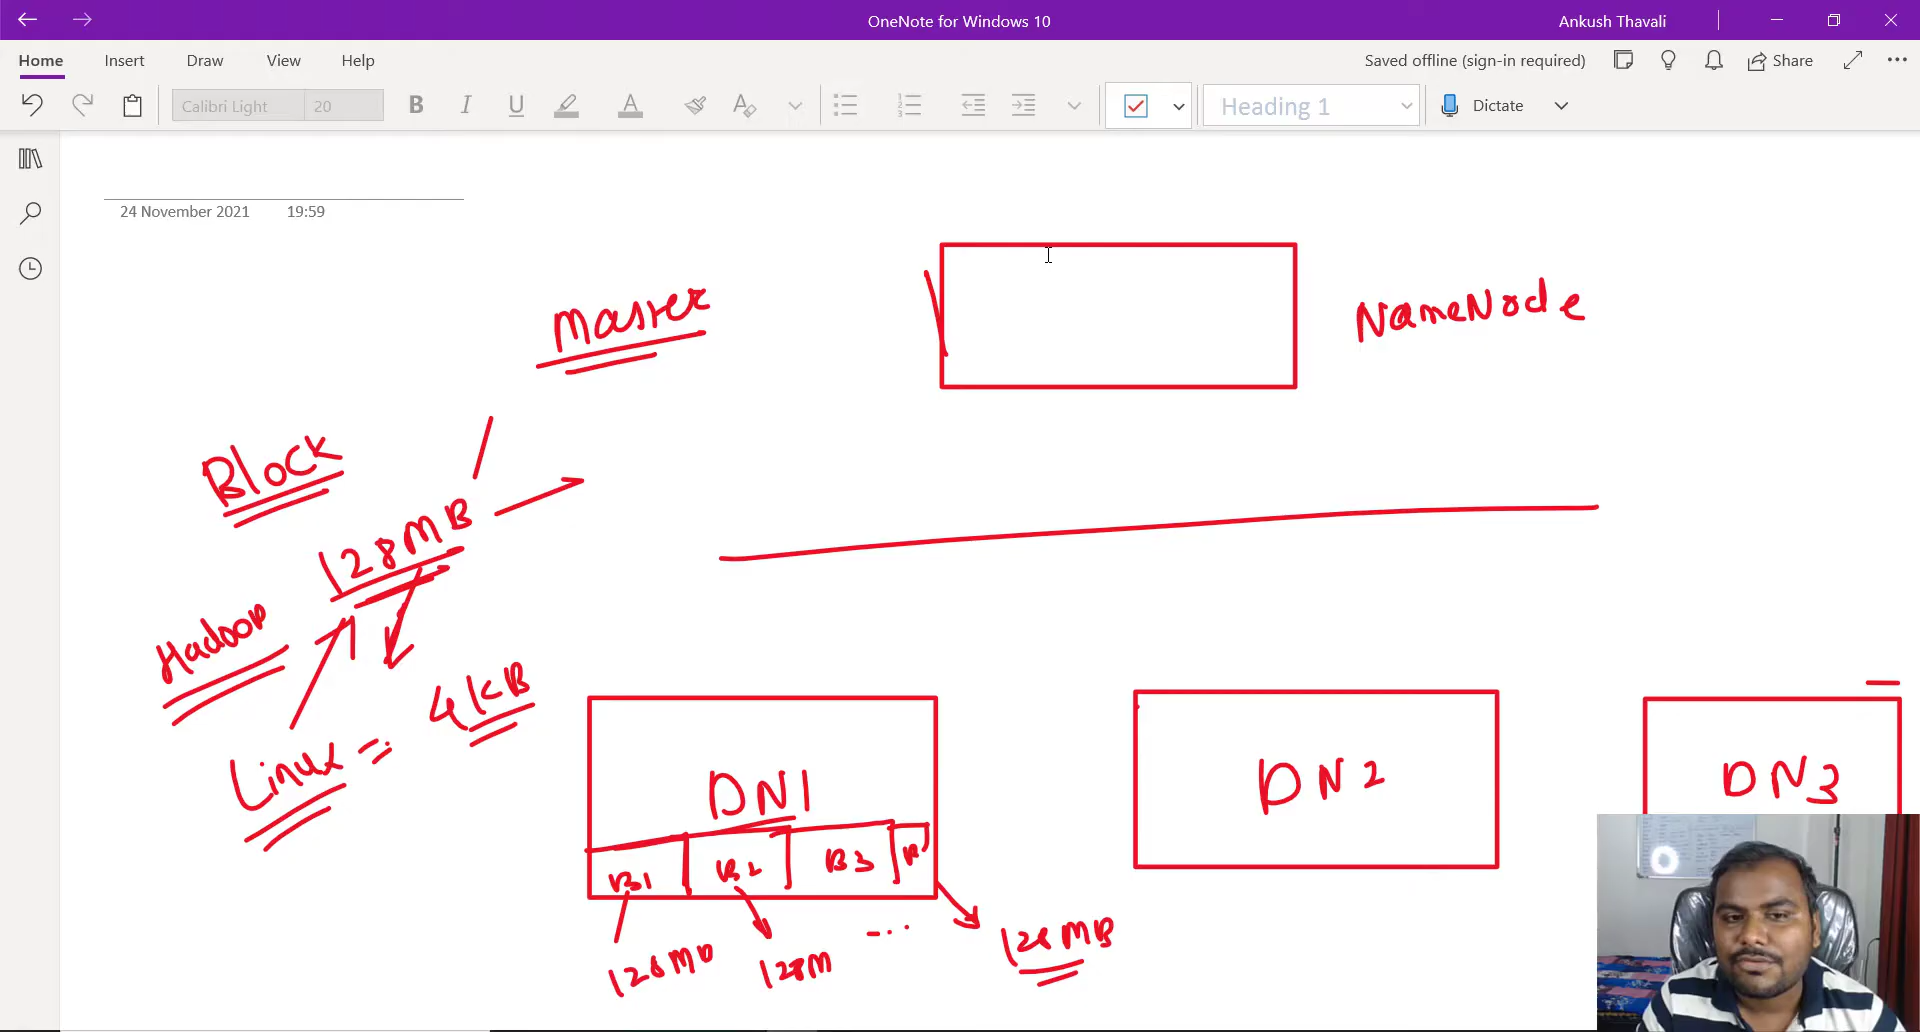 OneNote for Windows 10
Ankush Thavali
Home Insert Draw View Help
Saved offline (sign-in required)
Share
Calibri Light 20
B I U A
Heading 1
Dictate
24 November 2021 19:59
Master
NameNode
Block
128MB
Hadoop
4KB
Linux =
DN1
DN2
DN3
B1 B2 B3
128MB
128M
...
128MB